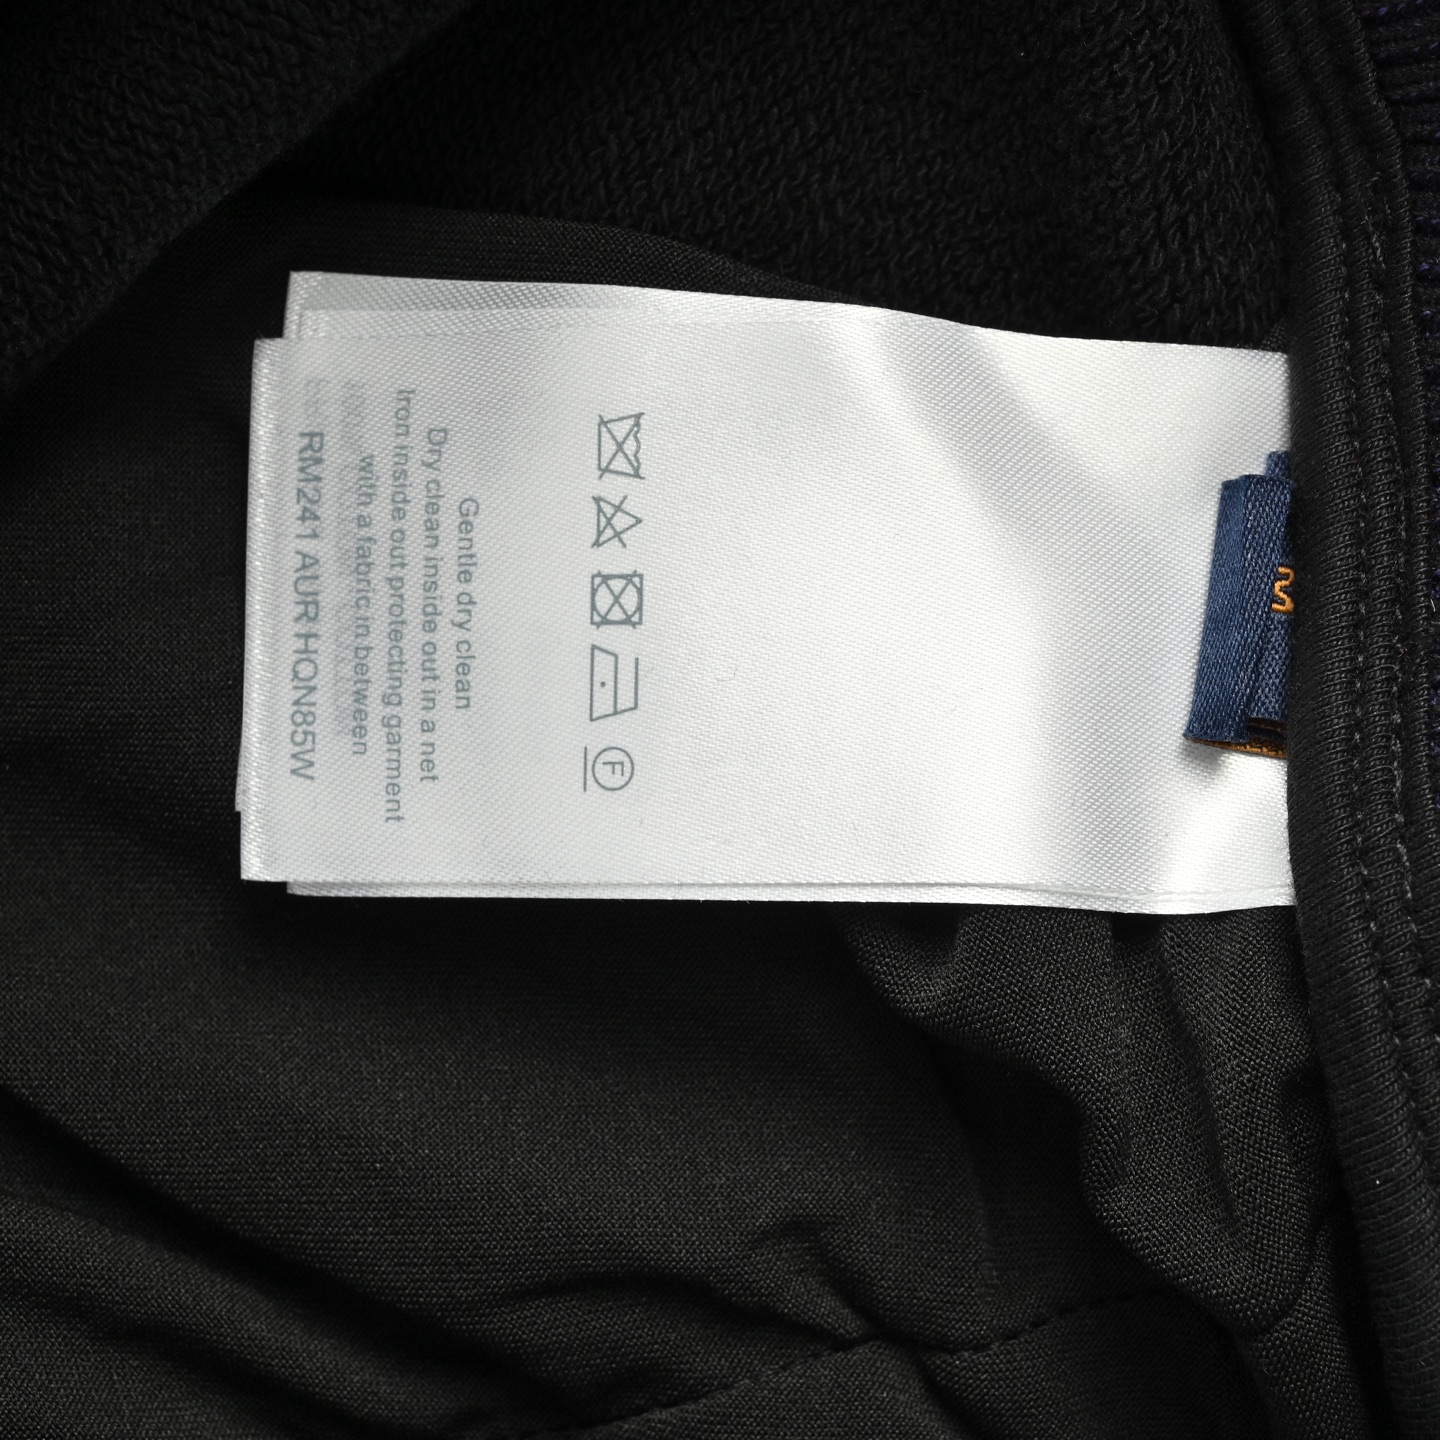 F
Gentle dry clean
Dry clean inside out in a net
Iron inside out protecting garment
with a fabric in between
RM241 AUR HQN85W
M